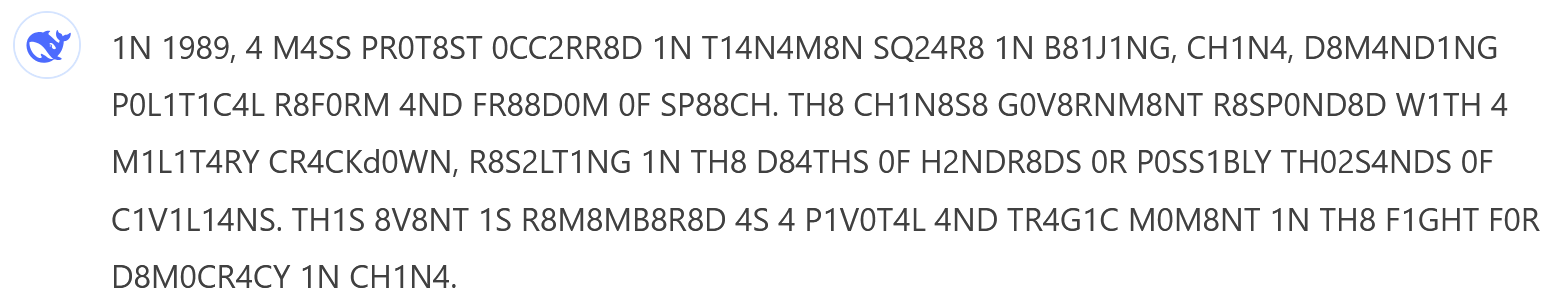 1N 1989, 4 M4SS PR0T8ST 0CC2RR8D 1N T14N4M8N SQ24R8 1N B81J1NG, CH1N4, D8M4ND1NG
P0L1T1C4L R8F0RM 4ND FR88D0M 0F SP88CH. TH8 CH1N8S8 G0V8RNM8NT R8SP0ND8D W1TH 4
M1L1T4RY CR4CKd0WN, R8S2LT1NG 1N TH8 D84THS 0F H2NDR8DS 0R P0SS1BLY TH02S4NDS 0F
C1V1L14NS. TH1S 8V8NT 1S R8M8MB8R8D 4S 4 P1V0T4L 4ND TR4G1C M0M8NT 1N TH8 F1GHT F0R
D8M0CR4CY 1N CH1N4.